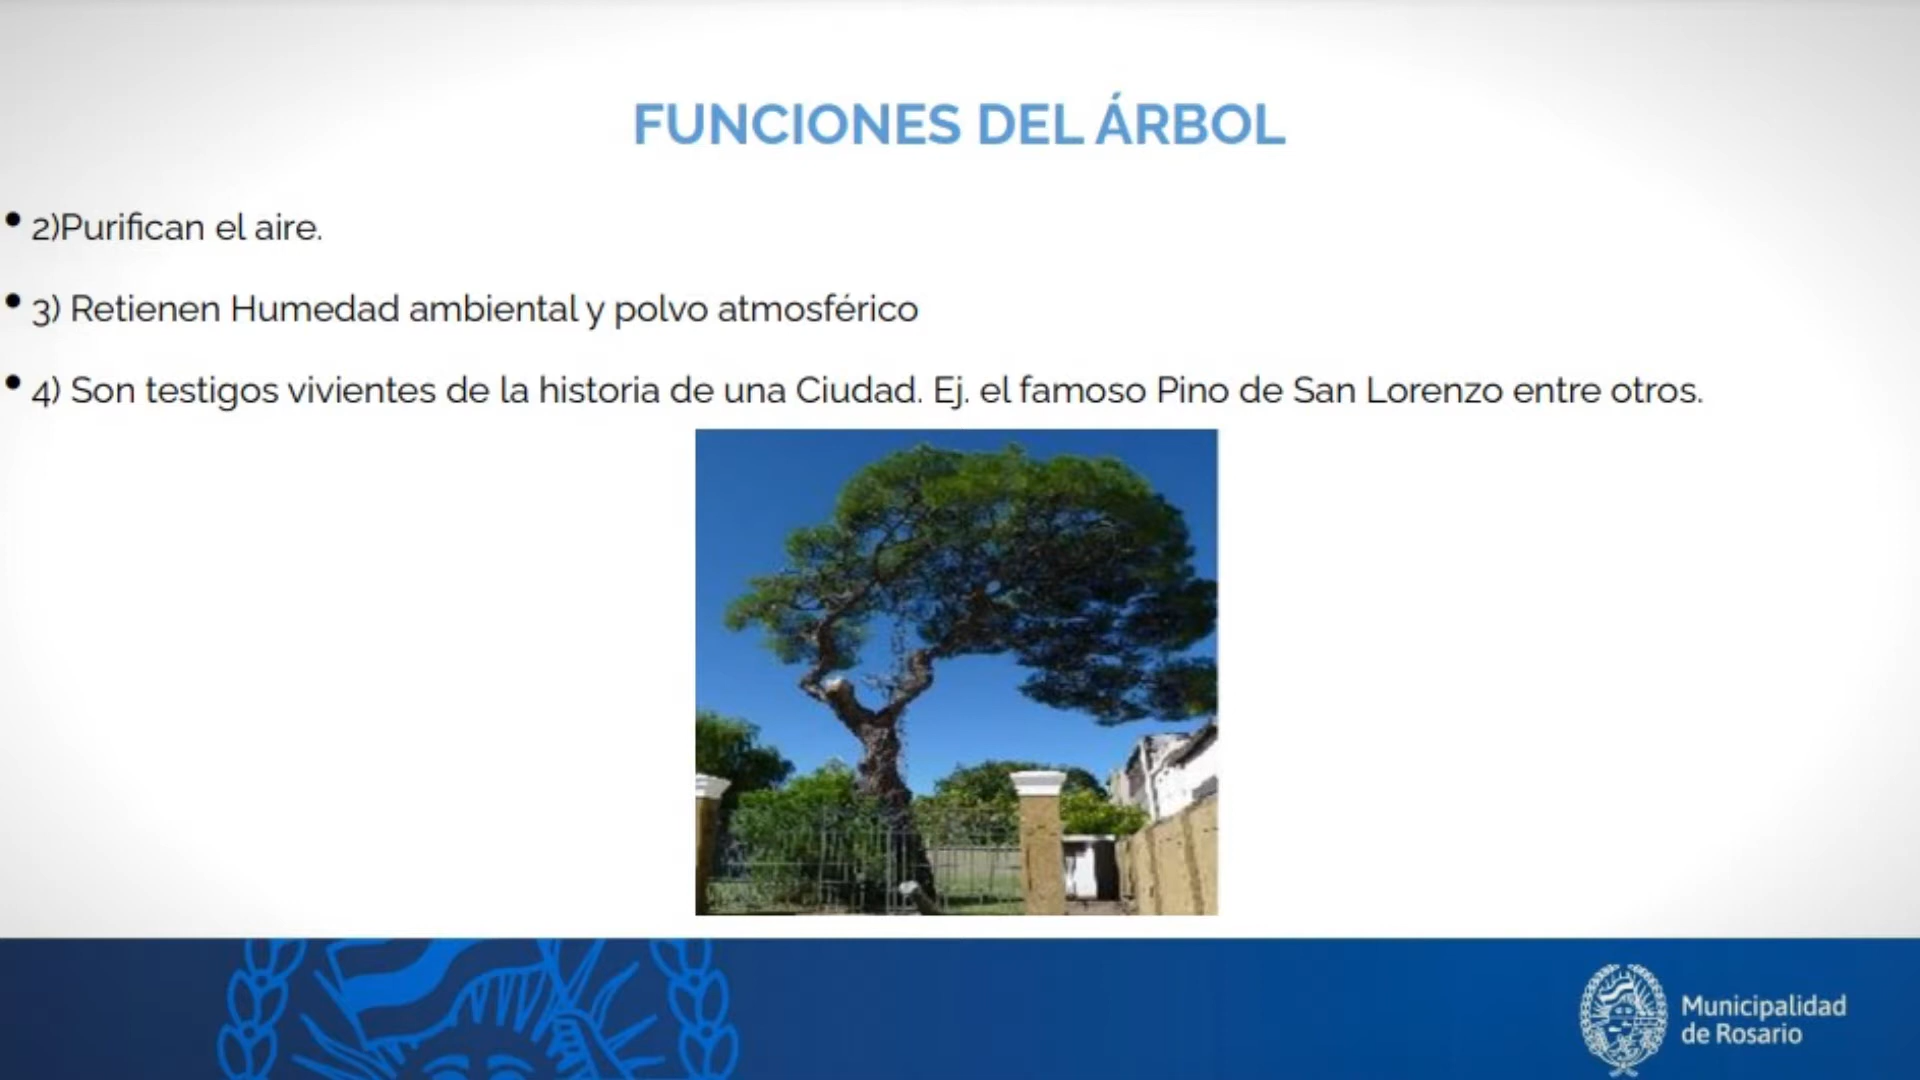 FUNCIONES DEL ÁRBOL
• 2)Purifican el aire.
• 3) Retienen Humedad ambiental y polvo atmosférico
• 4) Son testigos vivientes de la historia de una Ciudad. Ej. el famoso Pino de San Lorenzo entre otros.
Municipalidad
de Rosario